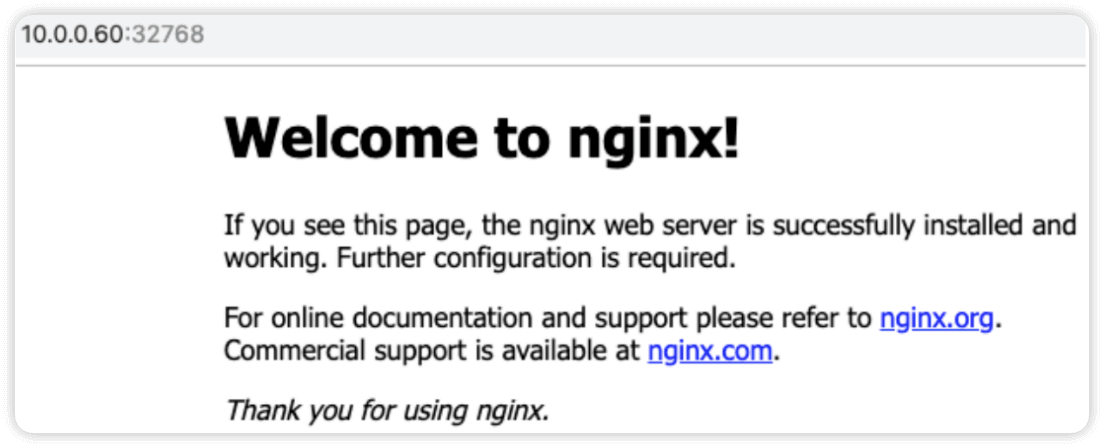 10.0.0.60:32768
Welcome to nginx!
If you see this page, the nginx web server is successfully installed and
working. Further configuration is required.
For online documentation and support please refer to nginx.org.
Commercial support is available at nginx.com.
Thank you for using nginx.